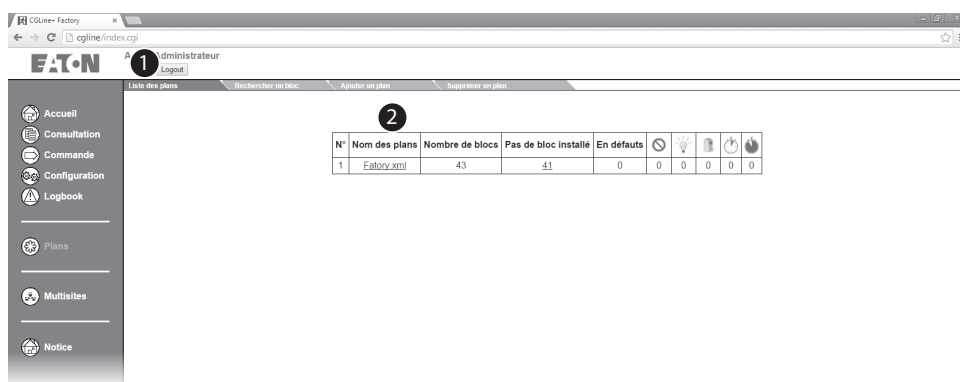 CGLine+ Factory
cgline/index.cgi
EATON
Administrateur
1
Logout
Liste des plans Rechercher un bloc Ajouter un plan Supprimer un plan
Accueil
Consultation
Commande
Configuration
Logbook
Plans
Multisites
Notice
2
N° Nom des plans Nombre de blocs Pas de bloc installé En défauts
1 Fatory.xml 43 41 0 0 0 0 0 0